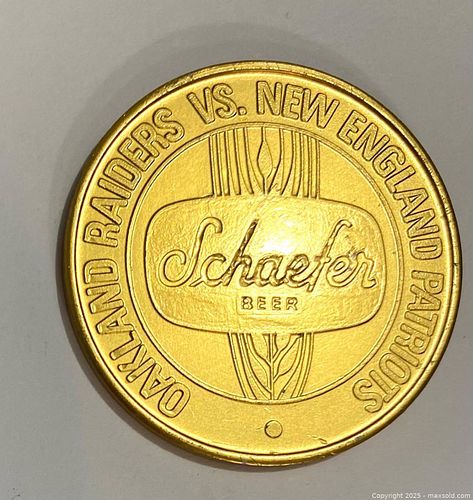 OAKLAND RAIDERS VS. NEW ENGLAND PATRIOTS
Schaefer
BEER
Copyright 2025 - maxsold.com